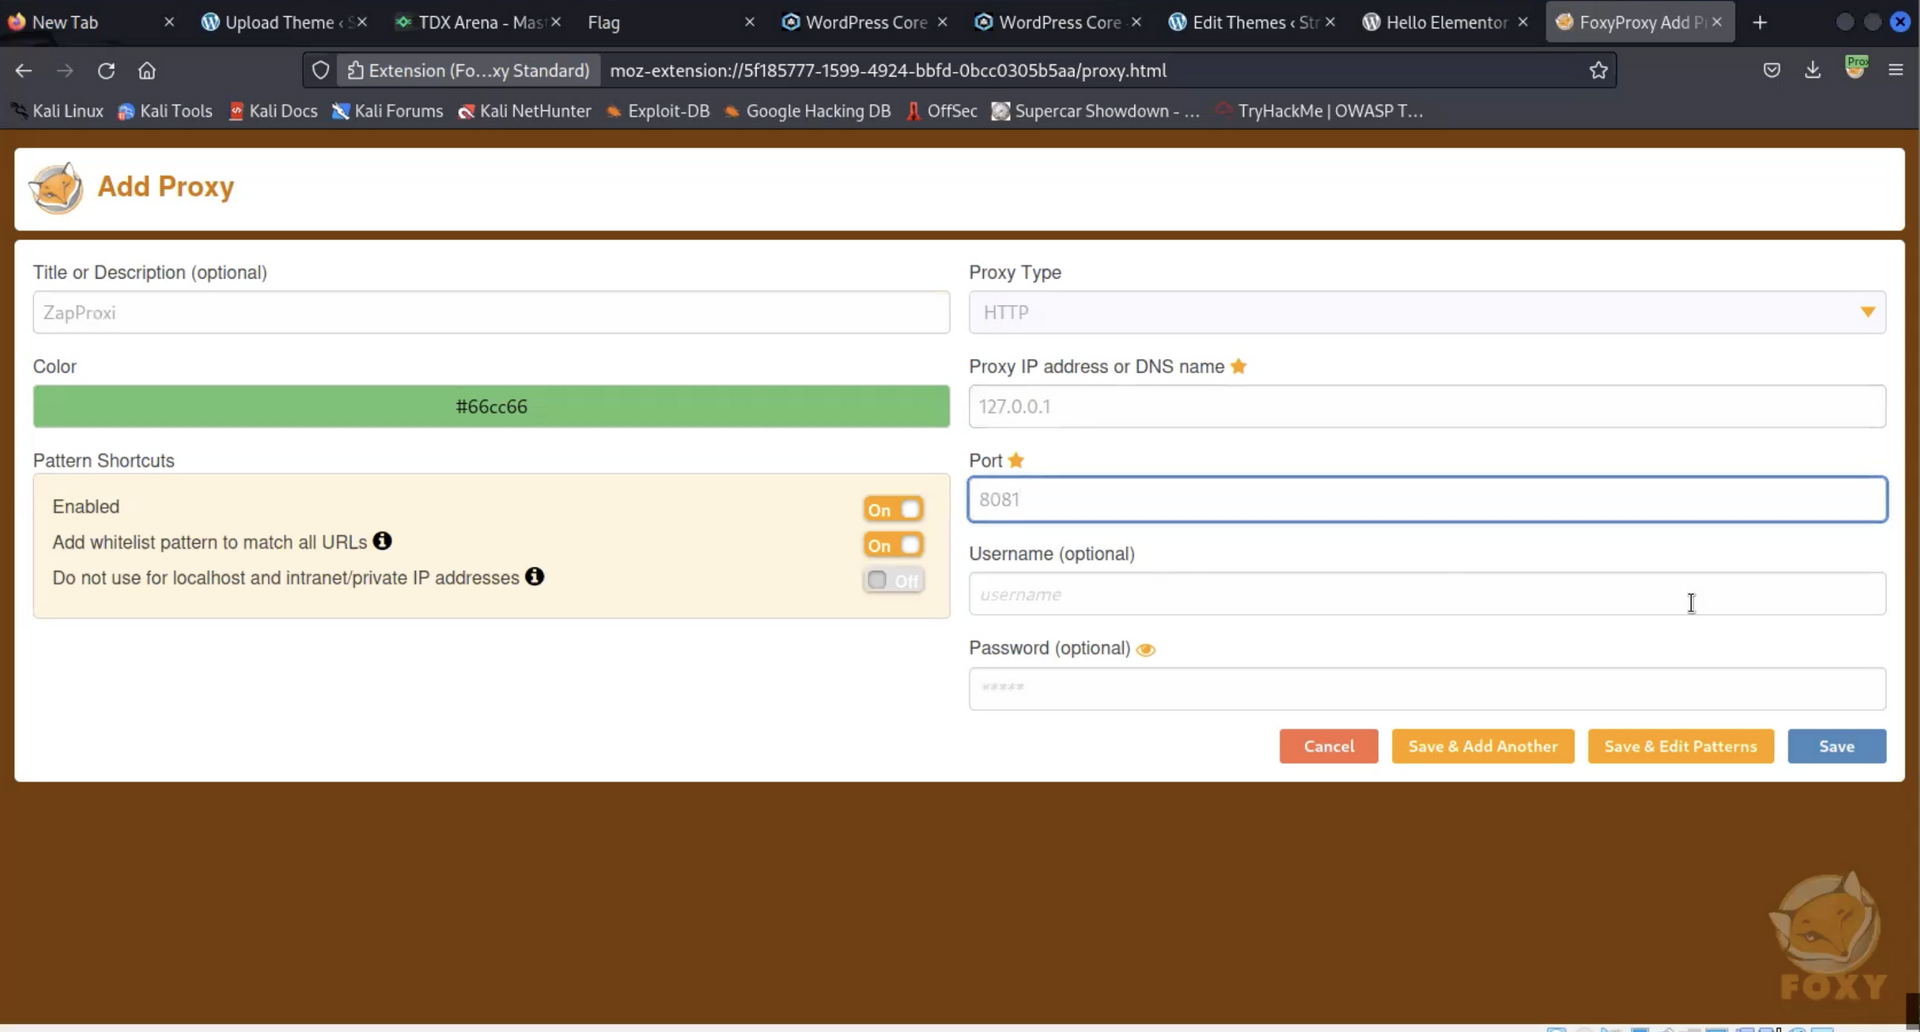 New Tab
Upload Theme ‹ S
TDX Arena - Mas
Flag
WordPress Core
WordPress Core
Edit Themes ‹ Str
Hello Elementor
FoxyProxy Add P
Extension (Fo...xy Standard)
moz-extension://5f185777-1599-4924-bbfd-0bcc0305b5aa/proxy.html
Pro
Kali Linux
Kali Tools
Kali Docs
Kali Forums
Kali NetHunter
Exploit-DB
Google Hacking DB
OffSec
Supercar Showdown - ...
TryHackMe | OWASP T...
Add Proxy
Title or Description (optional)
ZapProxi
Color
#66cc66
Pattern Shortcuts
Enabled
On
Add whitelist pattern to match all URLs
On
Do not use for localhost and intranet/private IP addresses
Off
Proxy Type
HTTP
Proxy IP address or DNS name
127.0.0.1
Port
8081
Username (optional)
username
Password (optional)
*****
Cancel
Save & Add Another
Save & Edit Patterns
Save
FOXY